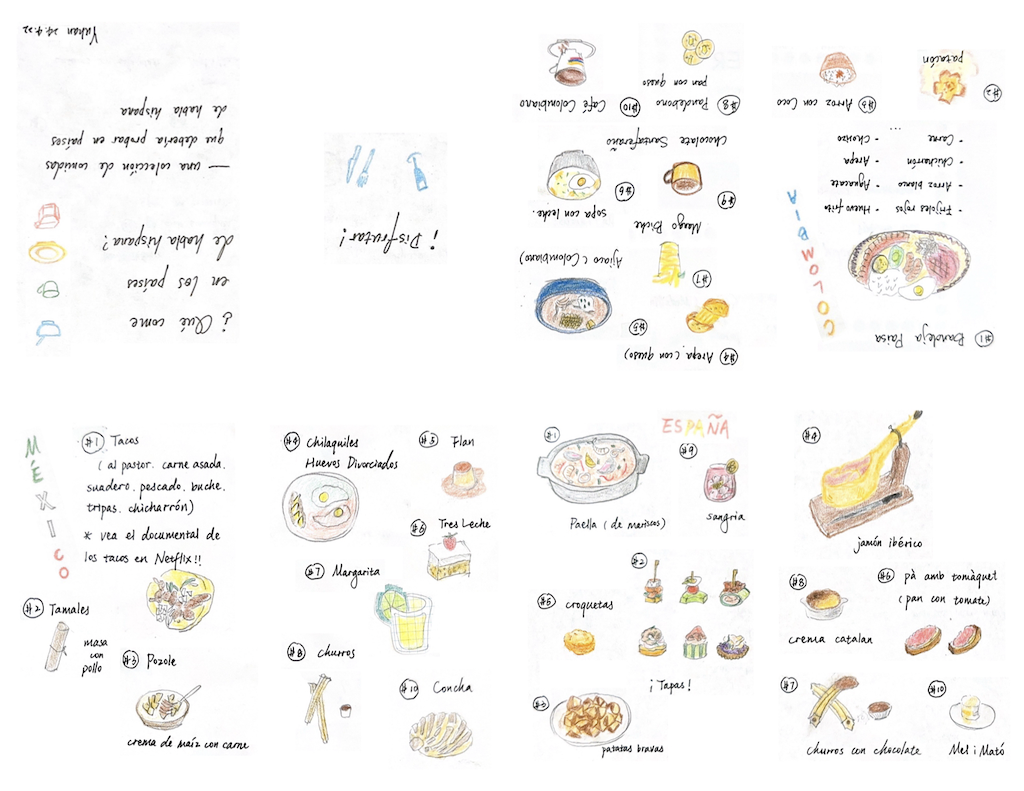 ¿ Qué come
en los países
de habla hispana?
— una colección de comidas
que debería probar en países
de habla hispana
Yuhan 24.4.22
MÉXICO
#1 Tacos
( al pastor. carne asada.
suadero. pescado. buche.
tripas. chicharrón)
* vea el documental de
los tacos en Netflix!!
#2 Tamales
masa
con
pollo
#3 Pozole
crema de maíz con carne
#4 Chilaquiles
Huevos Divorciados
#5 Flan
#6 Tres Leche
#7 Margarita
#8 churros
#10 Concha
ESPAÑA
#1
Paella ( de mariscos)
#9
sangria
#2
¡ Tapas !
#5 croquetas
#3
patatas bravas
#4
jamón ibérico
#8
crema catalan
#6 pà amb tomàquet
( pan con tomate)
#7
churros con chocolate
#10
Mel i Mató
COLOMBIA
#1 Bandeja Paisa
- Frijoles rojos - Huevo frito
- Arroz blanco - Aguacate
- Chicharrón - Arepa
- Carne - Chorizo
...
#2 patacón
#3 Arroz con Coco
#4 Arepa ( con queso)
#5 Ajiaco ( Colombiano)
#7 Mango Biche
#6 sopa con leche.
#9 Chocolate Santafereño
#8 Pandebono
pan con queso
#10 Café Colombiano
¡ Disfrutar !